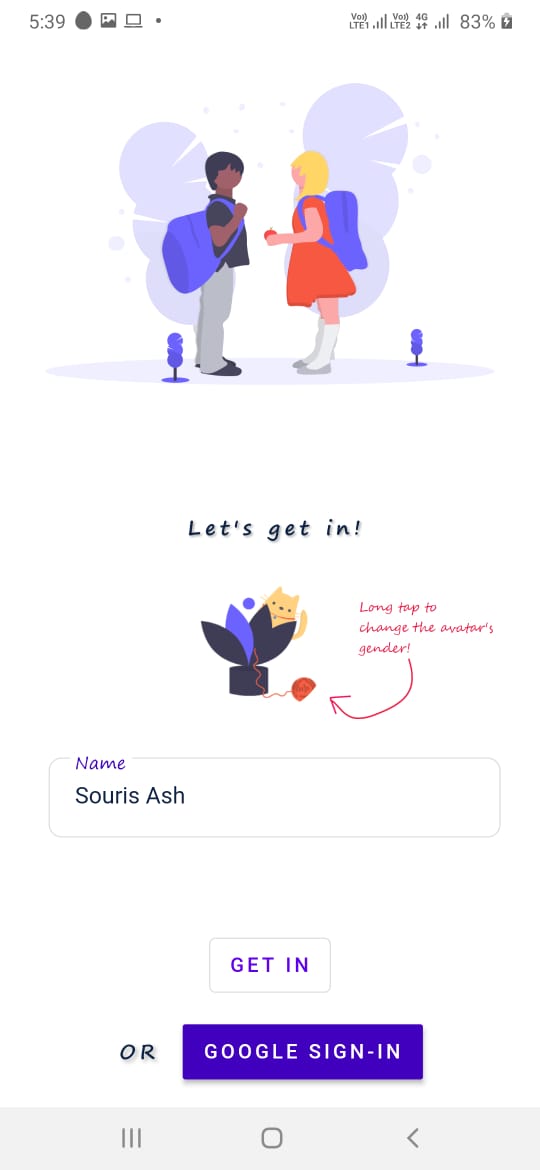 5:39
Vo)) LTE1 Vo)) LTE2 4G 83%
Let's get in!
Long tap to
change the avatar's
gender!
Name
Souris Ash
GET IN
OR GOOGLE SIGN-IN